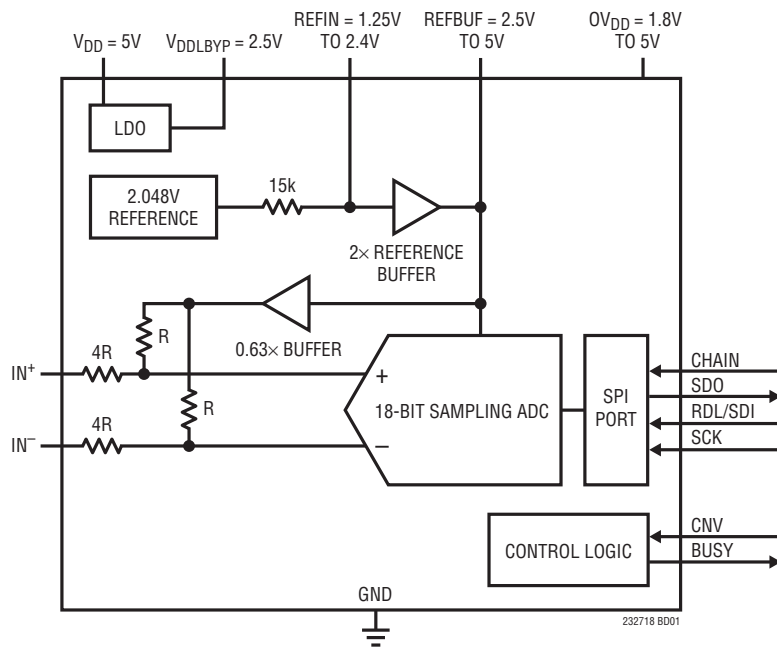 V_DD = 5V
V_DDLBYP = 2.5V
REFIN = 1.25V
TO 2.4V
REFBUF = 2.5V
TO 5V
OV_DD = 1.8V
TO 5V
LDO
2.048V
REFERENCE
15k
2× REFERENCE
BUFFER
R
0.63× BUFFER
4R
IN⁺
R
4R
IN⁻
+
−
18-BIT SAMPLING ADC
SPI
PORT
CHAIN
SDO
RDL/SDI
SCK
CONTROL LOGIC
CNV
BUSY
GND
232718 BD01